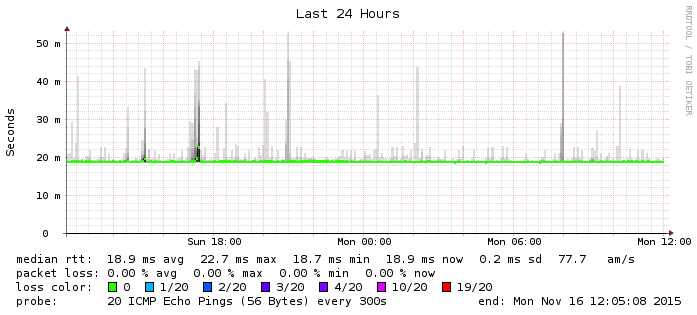 Last 24 Hours
RRDTOOL / TOBI OETIKER
Seconds
50 m
40 m
30 m
20 m
10 m
0
Sun 18:00 Mon 00:00 Mon 06:00 Mon 12:00
median rtt: 18.9 ms avg 22.7 ms max 18.7 ms min 18.9 ms now 0.2 ms sd 77.7 am/s
packet loss: 0.00 % avg 0.00 % max 0.00 % min 0.00 % now
loss color: 0 1/20 2/20 3/20 4/20 10/20 19/20
probe: 20 ICMP Echo Pings (56 Bytes) every 300s end: Mon Nov 16 12:05:08 2015